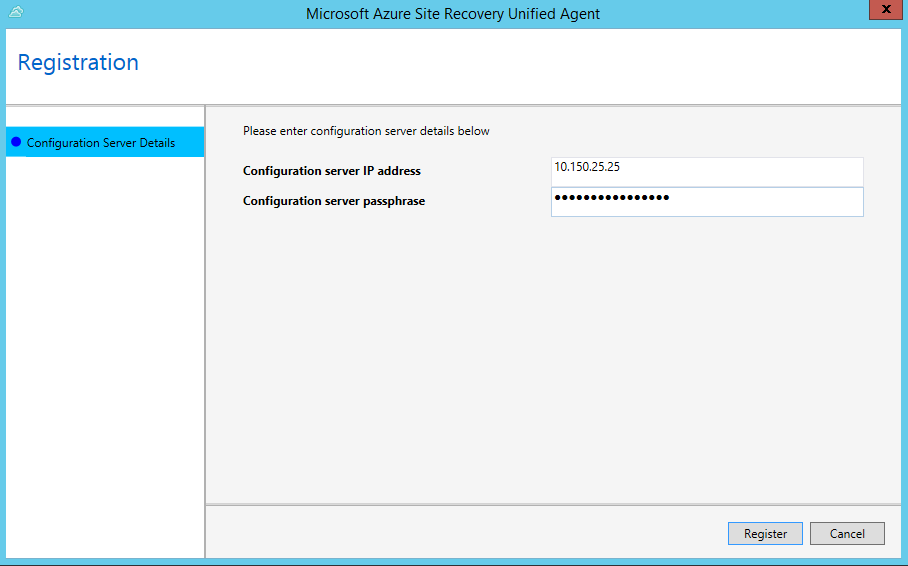 Microsoft Azure Site Recovery Unified Agent
x
Registration
Configuration Server Details
Please enter configuration server details below
Configuration server IP address
10.150.25.25
Configuration server passphrase
••••••••••••••••
Register
Cancel